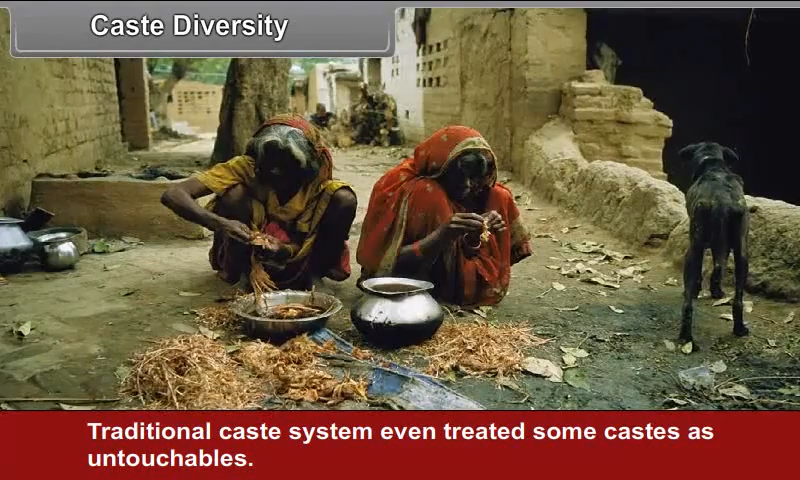 Caste Diversity
Traditional caste system even treated some castes as
untouchables.